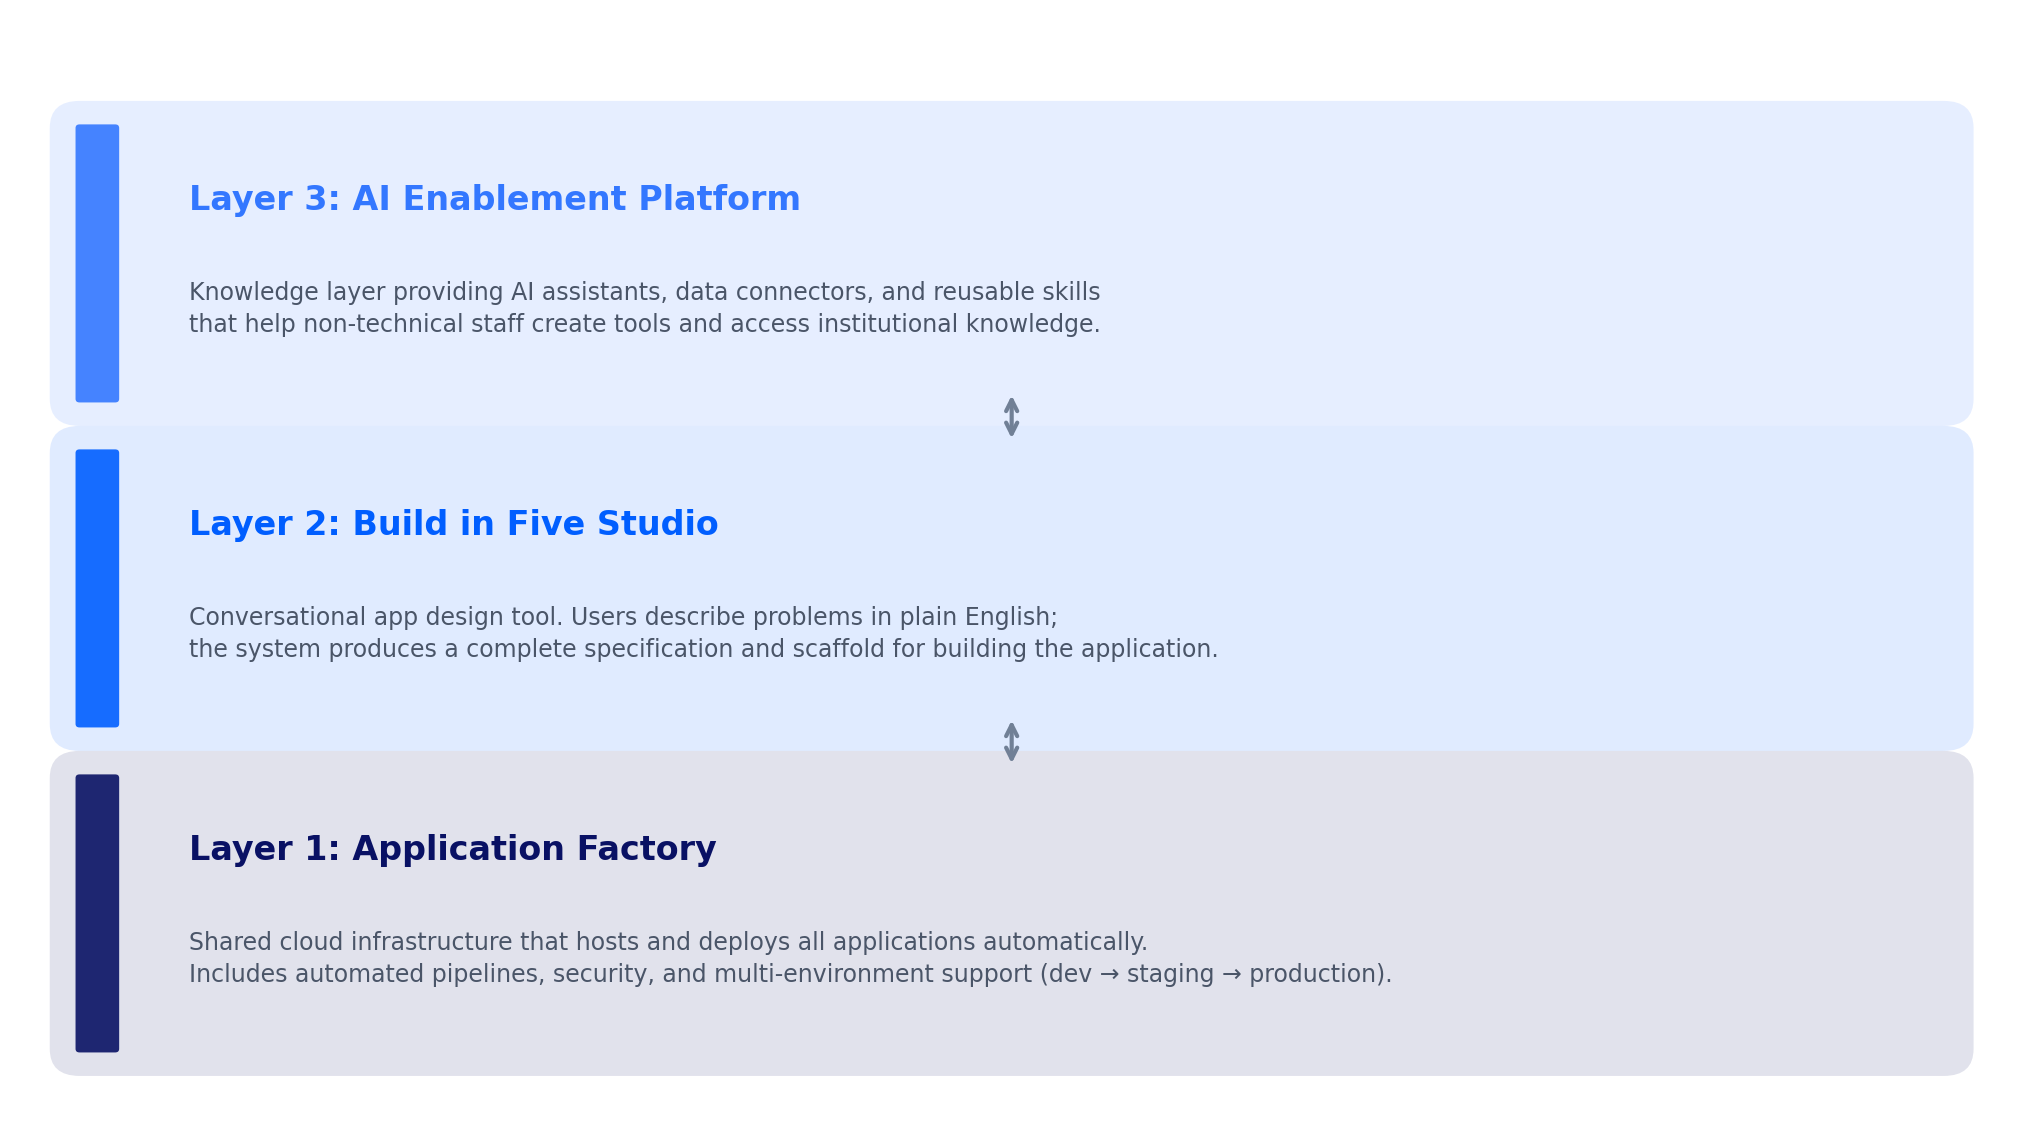 Layer 3: AI Enablement Platform
Knowledge layer providing AI assistants, data connectors, and reusable skills
that help non-technical staff create tools and access institutional knowledge.
Layer 2: Build in Five Studio
Conversational app design tool. Users describe problems in plain English;
the system produces a complete specification and scaffold for building the application.
Layer 1: Application Factory
Shared cloud infrastructure that hosts and deploys all applications automatically.
Includes automated pipelines, security, and multi-environment support (dev → staging → production).